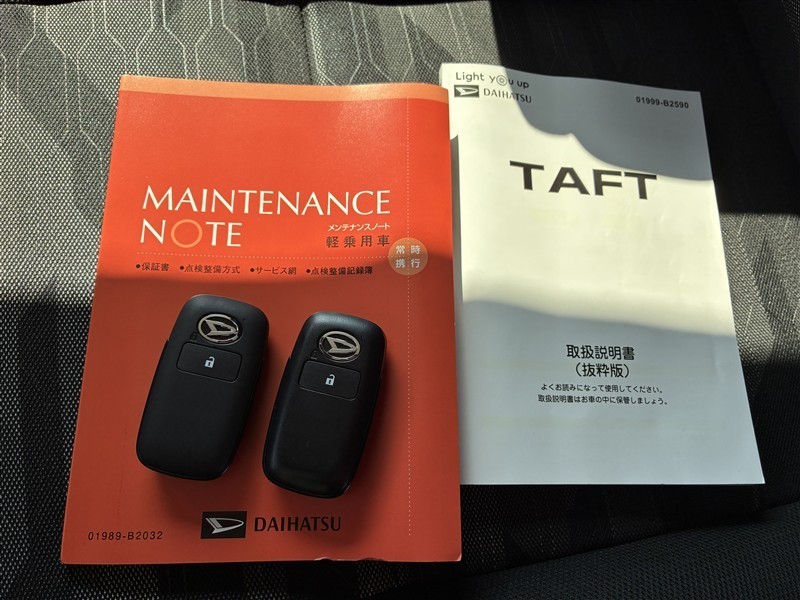 MAINTENANCE
NOTE
メンテナンスノート
軽乗用車
常時
携行
●保証書 ●点検整備方式 ●サービス網 ●点検整備記録簿
01989-B2032
DAIHATSU
Light you up
DAIHATSU
01999-B2590
TAFT
取扱説明書
(抜粋版)
よくお読みになって使用してください。
取扱説明書はお車の中に保管しましょう。